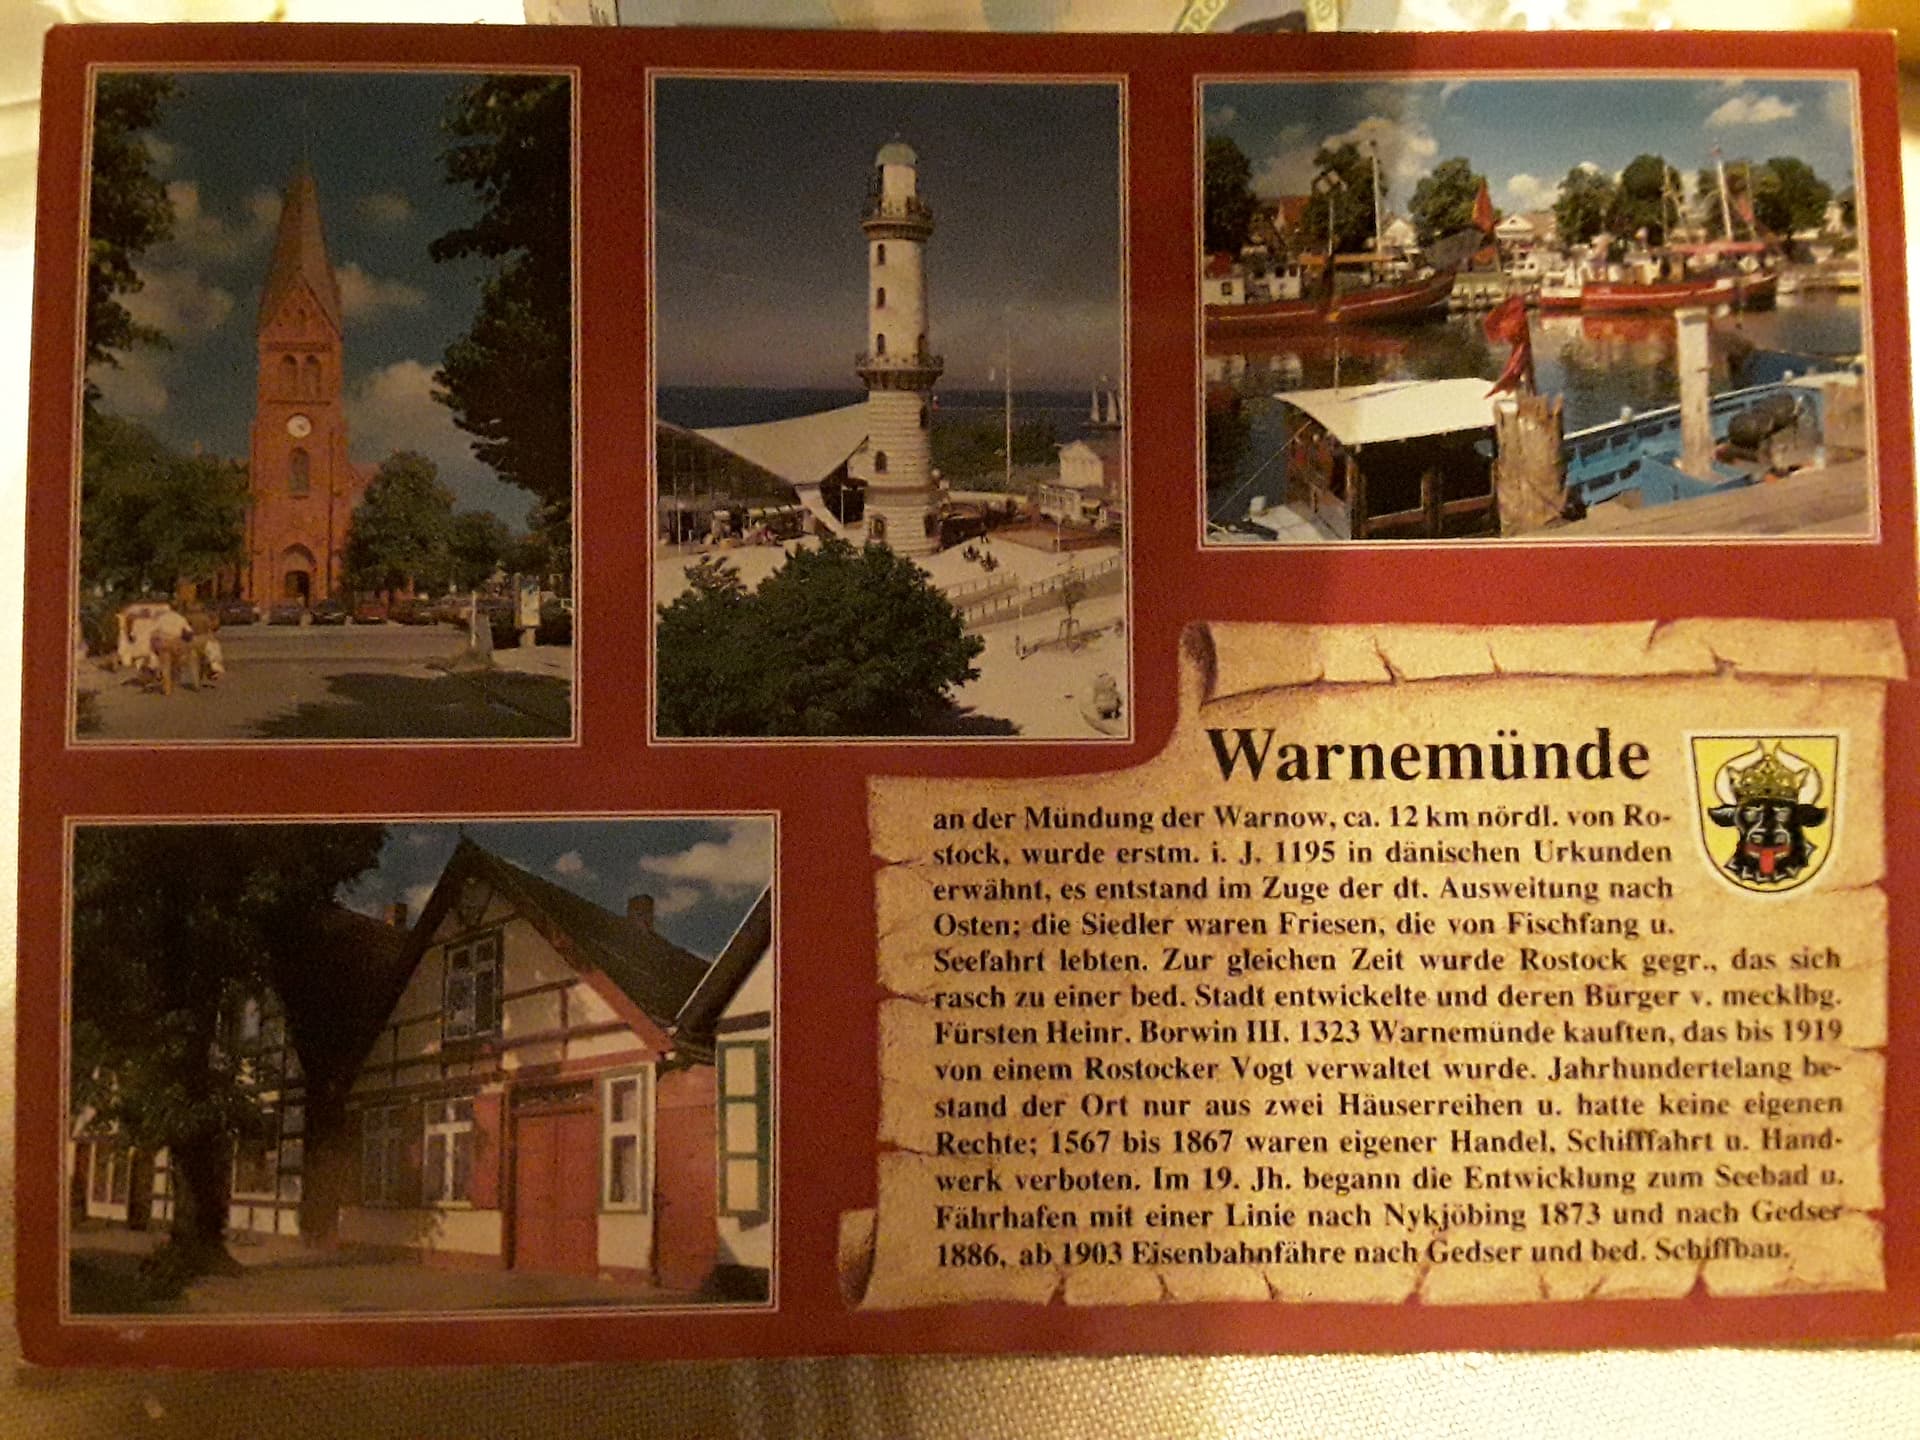 Warnemünde
an der Mündung der Warnow, ca. 12 km nördl. von Ro-
stock, wurde erstm. i. J. 1195 in dänischen Urkunden
erwähnt, es entstand im Zuge der dt. Ausweitung nach
Osten; die Siedler waren Friesen, die von Fischfang u.
Seefahrt lebten. Zur gleichen Zeit wurde Rostock gegr., das sich
rasch zu einer bed. Stadt entwickelte und deren Bürger v. mecklbg.
Fürsten Heinr. Borwin III. 1323 Warnemünde kauften, das bis 1919
von einem Rostocker Vogt verwaltet wurde. Jahrhundertelang be-
stand der Ort nur aus zwei Häuserreihen u. hatte keine eigenen
Rechte; 1567 bis 1867 waren eigener Handel, Schifffahrt u. Hand-
werk verboten. Im 19. Jh. begann die Entwicklung zum Seebad u.
Fährhafen mit einer Linie nach Nykjöbing 1873 und nach Gedser
1886, ab 1903 Eisenbahnfähre nach Gedser und bed. Schiffbau.